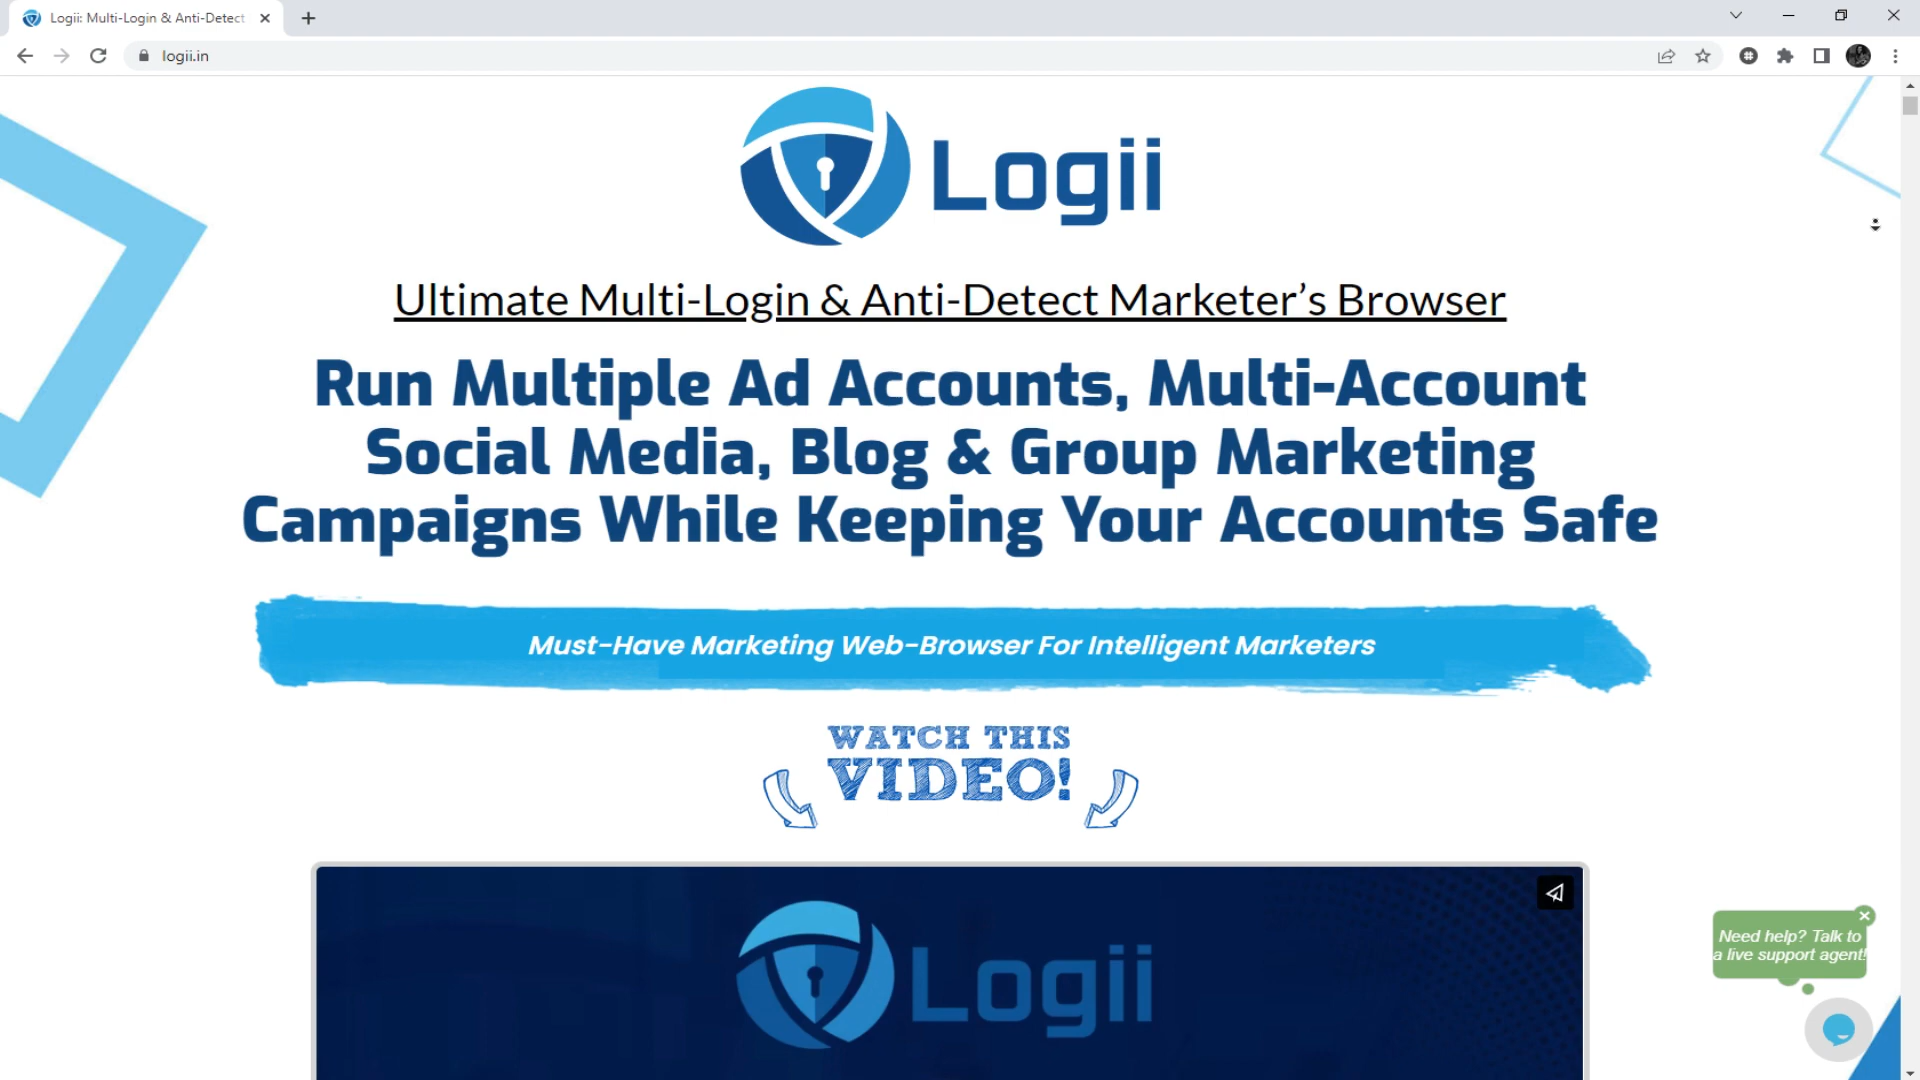 Logii: Multi-Login & Anti-Detect
logii.in
Logii
Ultimate Multi-Login & Anti-Detect Marketer’s Browser
Run Multiple Ad Accounts, Multi-Account
Social Media, Blog & Group Marketing
Campaigns While Keeping Your Accounts Safe
Must-Have Marketing Web-Browser For Intelligent Marketers
WATCH THIS
VIDEO!
Logii
Need help? Talk to
a live support agent!